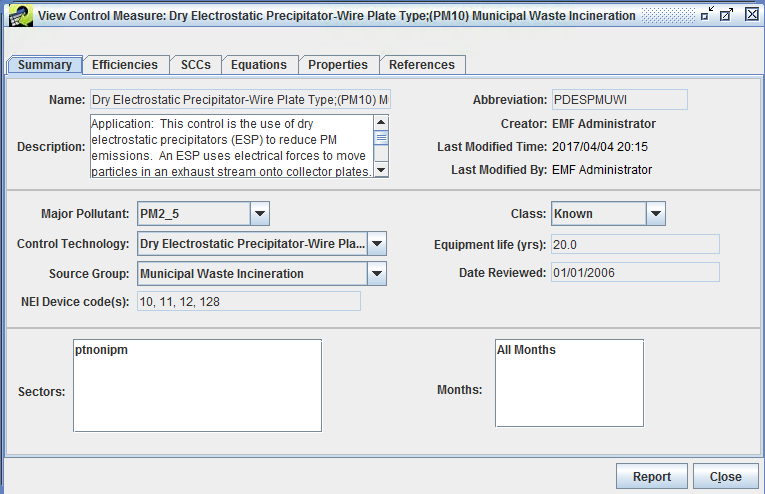 View Control Measure: Dry Electrostatic Precipitator-Wire Plate Type;(PM10) Municipal Waste Incineration
Summary Efficiencies SCCs Equations Properties References
Name: Dry Electrostatic Precipitator-Wire Plate Type;(PM10) M
Abbreviation: PDESPMUWI
Creator: EMF Administrator
Last Modified Time: 2017/04/04 20:15
Last Modified By: EMF Administrator
Description: Application: This control is the use of dry
electrostatic precipitators (ESP) to reduce PM
emissions. An ESP uses electrical forces to move
particles in an exhaust stream onto collector plates.
Major Pollutant: PM2_5
Class: Known
Control Technology: Dry Electrostatic Precipitator-Wire Pla...
Equipment life (yrs): 20.0
Source Group: Municipal Waste Incineration
Date Reviewed: 01/01/2006
NEI Device code(s): 10, 11, 12, 128
Sectors: ptnonipm
Months: All Months
Report Close